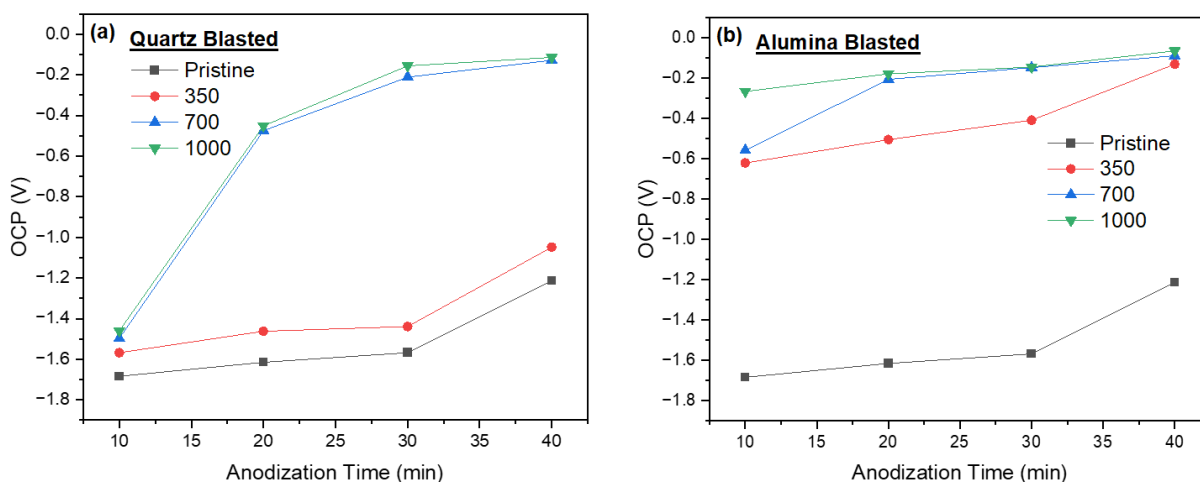 (a) Quartz Blasted
Pristine
350
700
1000
0.0
−0.2
−0.4
−0.6
−0.8
−1.0
−1.2
−1.4
−1.6
−1.8
OCP (V)
10 20 30 40
Anodization Time (min)
(b) Alumina Blasted
Pristine
350
700
1000
0.0
−0.2
−0.4
−0.6
−0.8
−1.0
−1.2
−1.4
−1.6
−1.8
OCP (V)
10 15 20 25 30 35 40
Anodization Time (min)